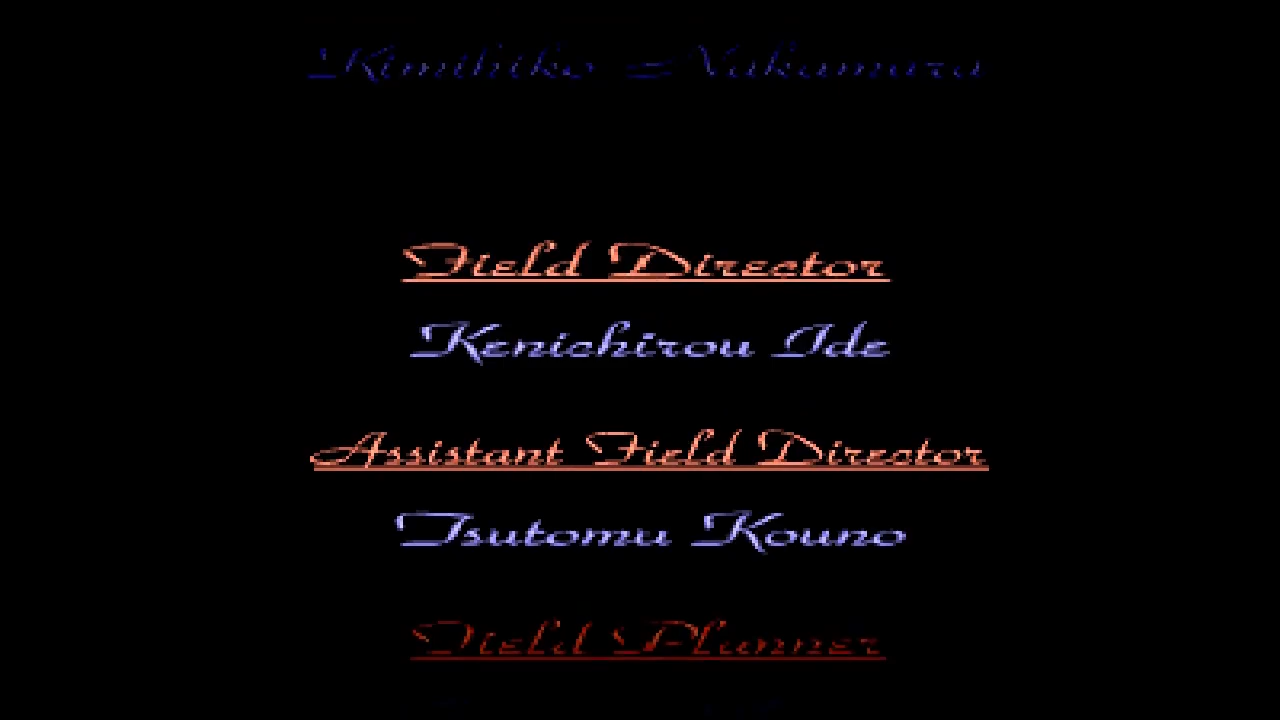 Kimihiko Nakamura
Field Director
Kenichirou Ide
Assistant Field Director
Tsutomu Kouno
Field Planner